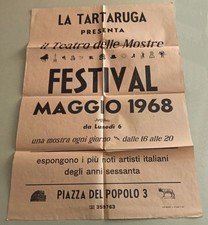 LA TARTARUGA
PRESENTA
il Teatro delle Mostre
FESTIVAL
MAGGIO 1968
da Lunedì 6
una mostra ogni giorno dalle 16 alle 20
espongono i più noti artisti italiani
degli anni sessanta
PIAZZA DEL POPOLO 3